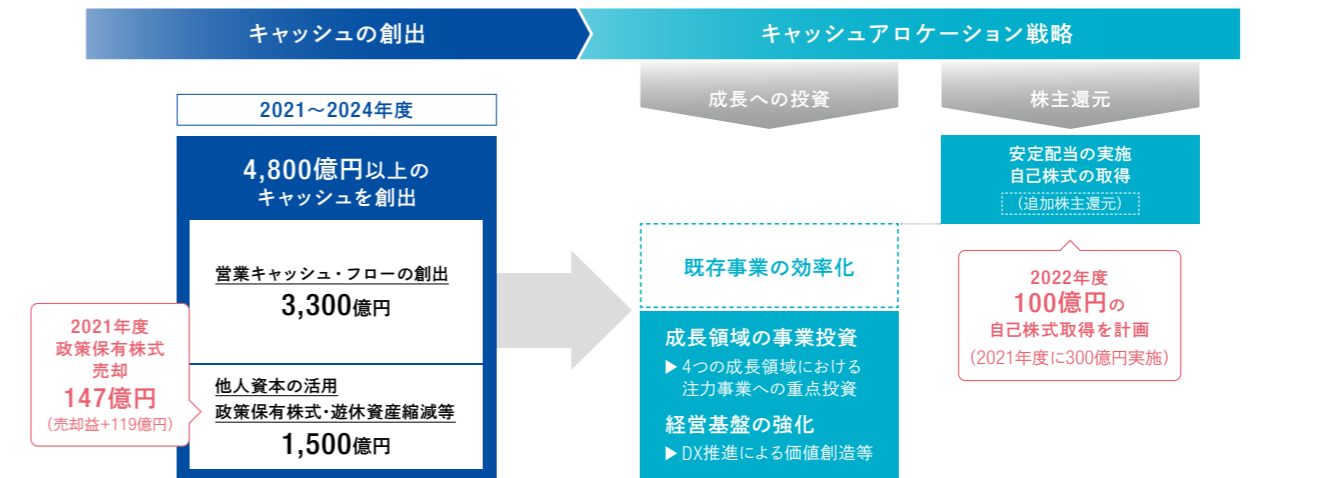 キャッシュの創出
キャッシュアロケーション戦略
2021～2024年度
4,800億円以上の
キャッシュを創出
営業キャッシュ・フローの創出
3,300億円
他人資本の活用
政策保有株式・遊休資産縮減等
1,500億円
2021年度
政策保有株式
売却
147億円
（売却益+119億円）
成長への投資
既存事業の効率化
成長領域の事業投資
▶4つの成長領域における
注力事業への重点投資
経営基盤の強化
▶DX推進による価値創造等
株主還元
安定配当の実施
自己株式の取得
（追加株主還元）
2022年度
100億円の
自己株式取得を計画
（2021年度に300億円実施）